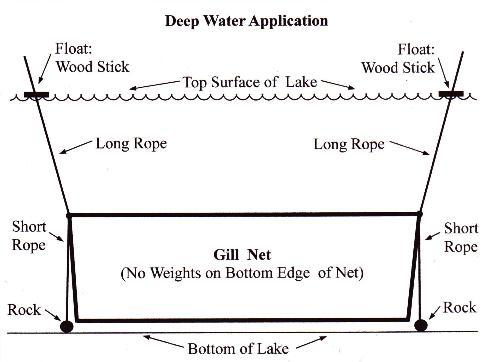 Deep Water Application
Float:
Wood Stick
Float:
Wood Stick
Top Surface of Lake
Long Rope
Long Rope
Short
Rope
Short
Rope
Gill Net
(No Weights on Bottom Edge of Net)
Rock
Rock
Bottom of Lake